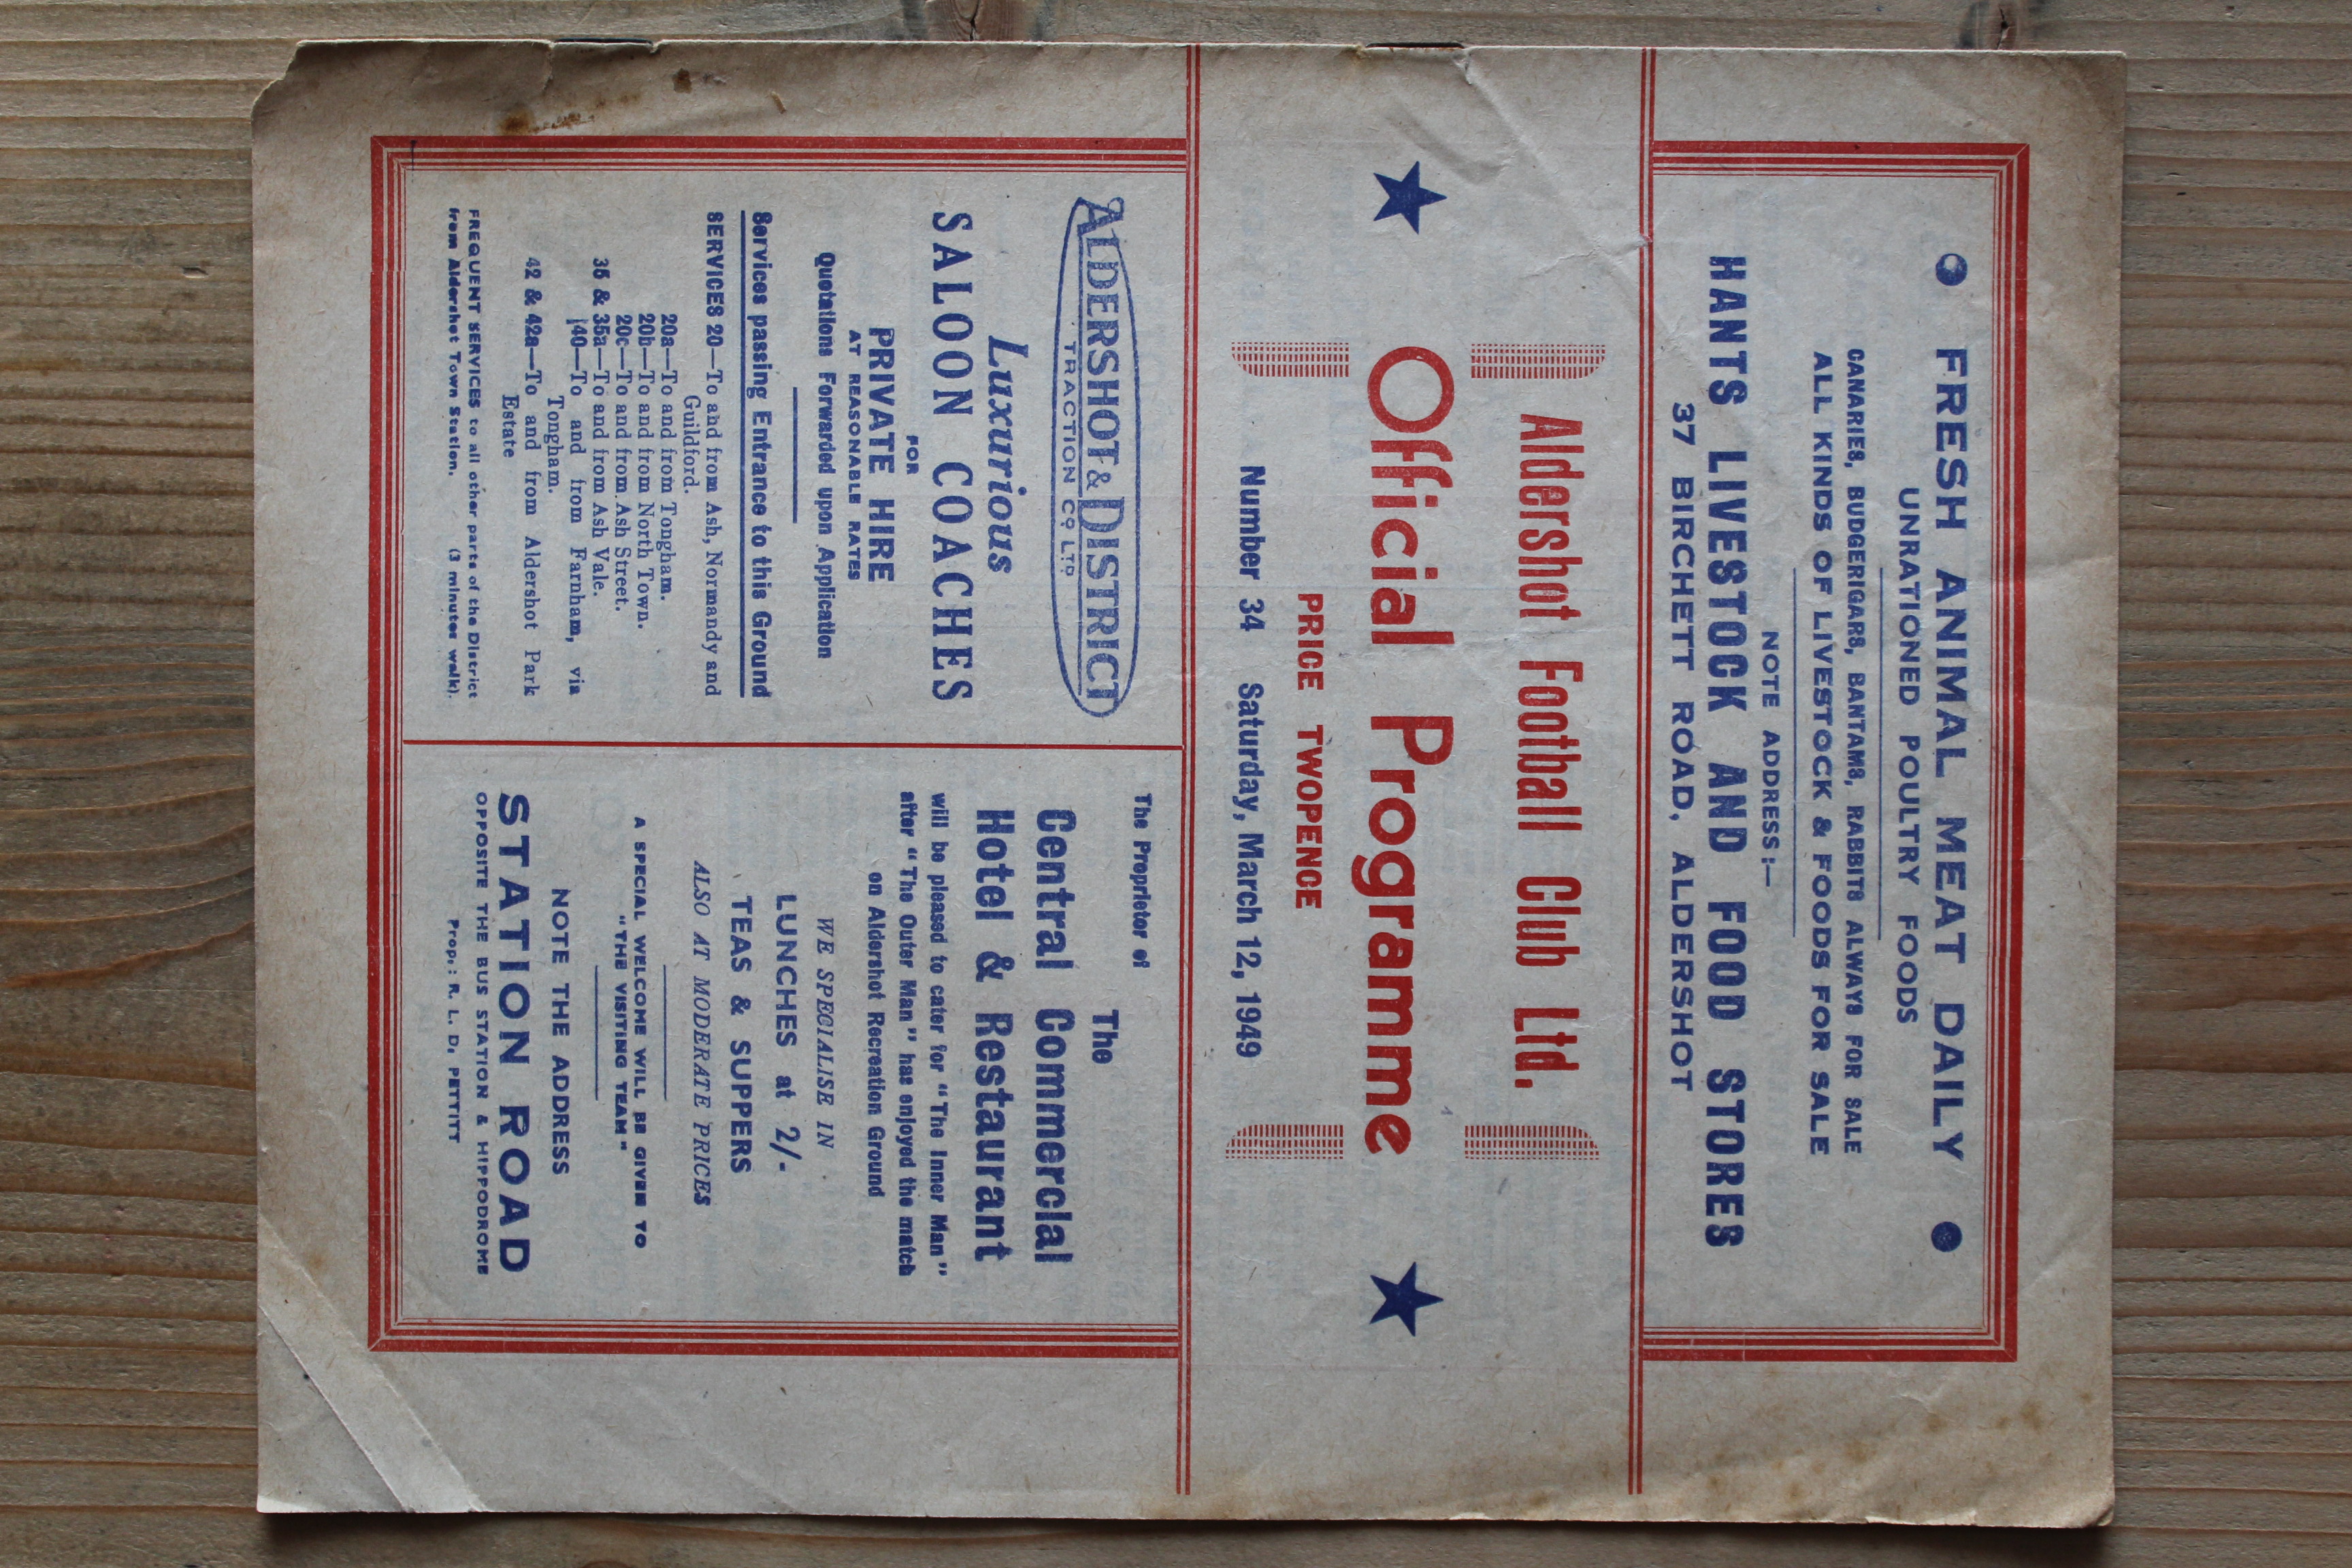 ● FRESH ANIMAL MEAT DAILY ●
UNRATIONED POULTRY FOODS
CANARIES, BUDGERIGARS, BANTAMS, RABBITS ALWAYS FOR SALE
ALL KINDS OF LIVESTOCK & FOODS FOR SALE
NOTE ADDRESS:—
HANTS LIVESTOCK AND FOOD STORES
37 BIRCHETT ROAD, ALDERSHOT
Aldershot Football Club Ltd.
★ Official Programme ★
PRICE TWOPENCE
Number 34 Saturday, March 12, 1949
ALDERSHOT & DISTRICT
TRACTION CO LTD
Luxurious
SALOON COACHES
FOR
PRIVATE HIRE
AT REASONABLE RATES
Quotations Forwarded upon Application
Services passing Entrance to this Ground
SERVICES 20—To and from Ash, Normandy and
Guildford.
20a—To and from Tongham.
20b—To and from North Town.
20c—To and from Ash Street.
35 & 35a—To and from Ash Vale.
140—To and from Farnham, via
Tongham.
42 & 42a—To and from Aldershot Park
Estate
FREQUENT SERVICES to all other parts of the District
from Aldershot Town Station. (3 minutes walk).
The Proprietor of
The
Central Commercial
Hotel & Restaurant
will be pleased to cater for "The Inner Man"
after "The Outer Man" has enjoyed the match
on Aldershot Recreation Ground
WE SPECIALISE IN
LUNCHES at 2/-
TEAS & SUPPERS
ALSO AT MODERATE PRICES
A SPECIAL WELCOME WILL BE GIVEN TO
"THE VISITING TEAM"
NOTE THE ADDRESS
STATION ROAD
OPPOSITE THE BUS STATION & HIPPODROME
Prop.: R. L. D. PETTITT